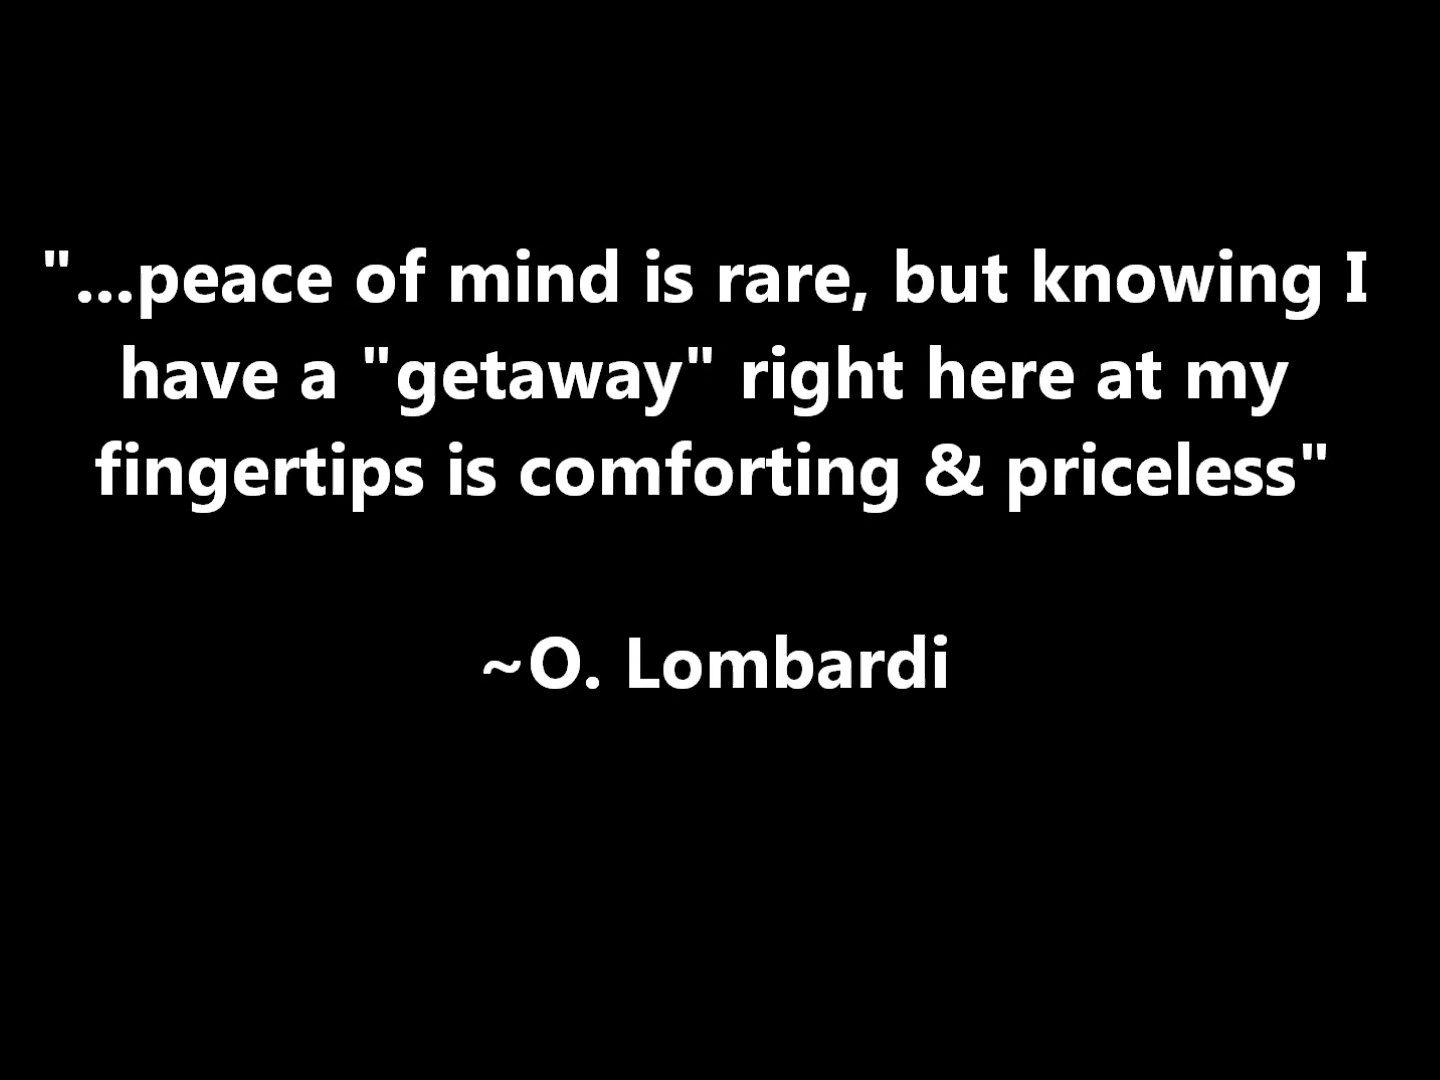 "...peace of mind is rare, but knowing I
have a "getaway" right here at my
fingertips is comforting & priceless"
~O. Lombardi